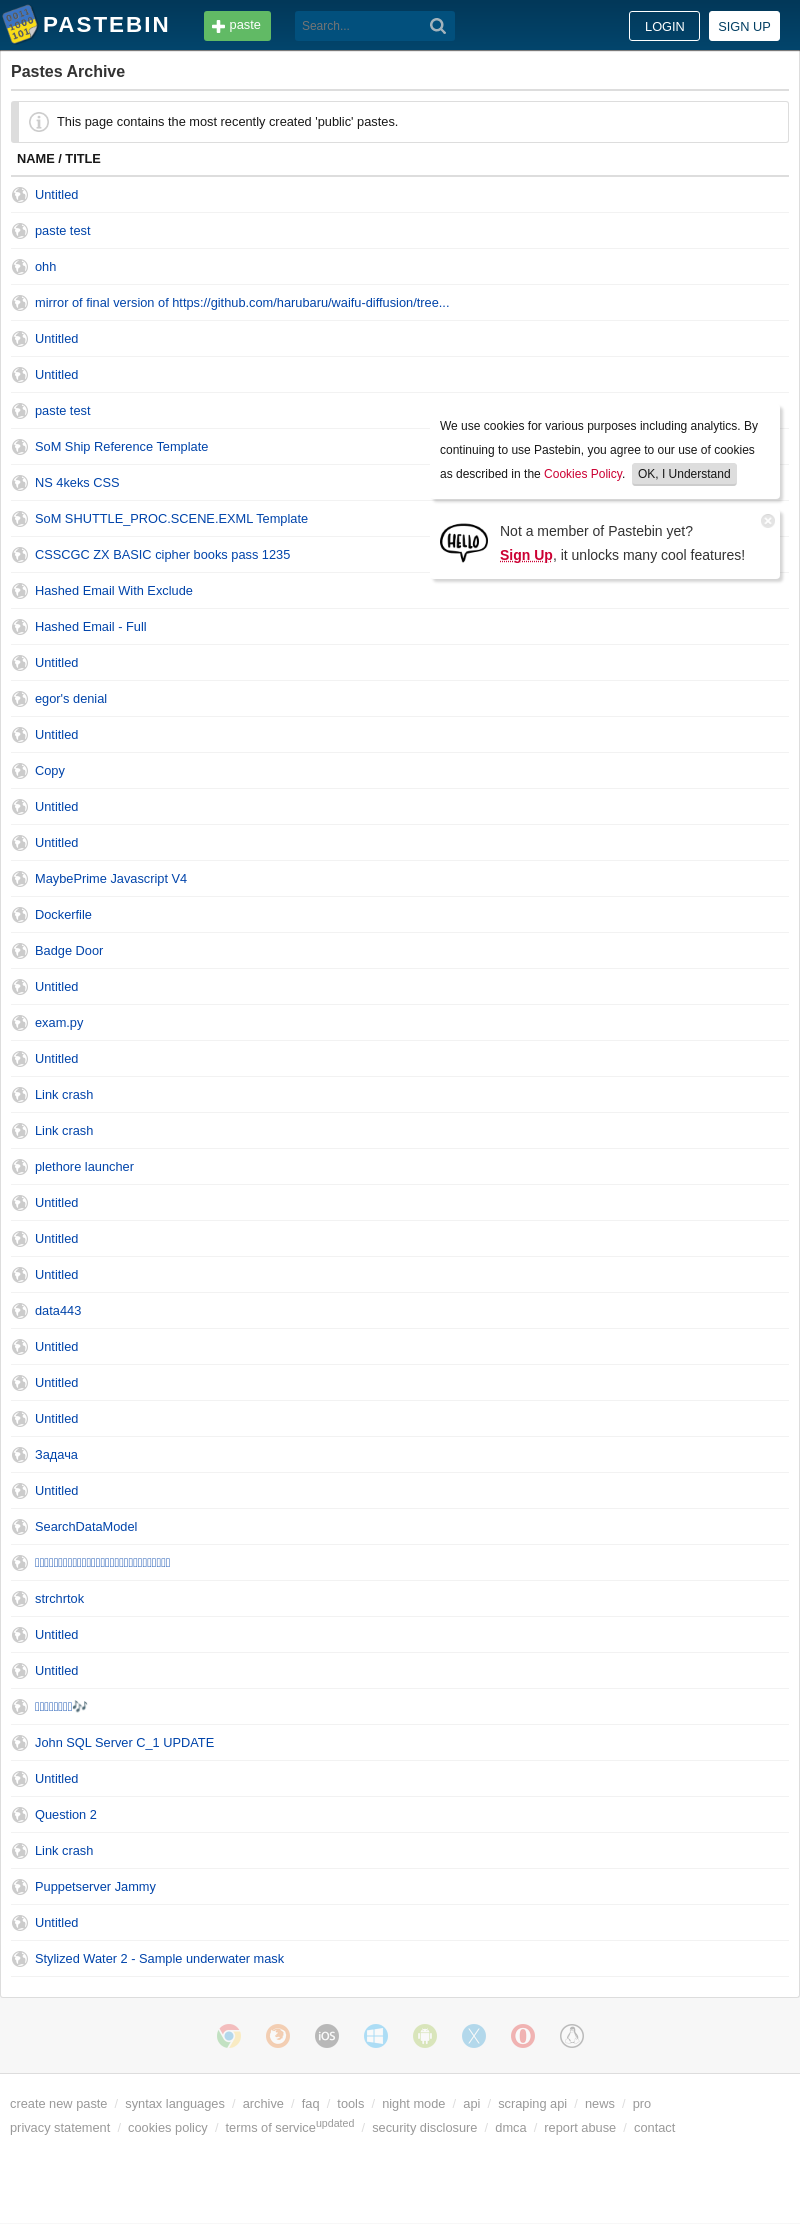 PASTEBIN
paste
Search...
LOGIN
SIGN UP
Pastes Archive
This page contains the most recently created 'public' pastes.
NAME / TITLE
Untitled
paste test
ohh
mirror of final version of https://github.com/harubaru/waifu-diffusion/tree...
Untitled
Untitled
paste test
SoM Ship Reference Template
NS 4keks CSS
SoM SHUTTLE_PROC.SCENE.EXML Template
CSSCGC ZX BASIC cipher books pass 1235
We use cookies for various purposes including analytics. By
continuing to use Pastebin, you agree to our use of cookies
as described in the Cookies Policy. OK, I Understand
HELLO
Not a member of Pastebin yet?
Sign Up, it unlocks many cool features!
Hashed Email With Exclude
Hashed Email - Full
Untitled
egor's denial
Untitled
Copy
Untitled
Untitled
MaybePrime Javascript V4
Dockerfile
Badge Door
Untitled
exam.py
Untitled
Link crash
Link crash
plethore launcher
Untitled
Untitled
Untitled
data443
Untitled
Untitled
Untitled
Задача
Untitled
SearchDataModel
strchrtok
Untitled
Untitled
🎶
John SQL Server C_1 UPDATE
Untitled
Question 2
Link crash
Puppetserver Jammy
Untitled
Stylized Water 2 - Sample underwater mask
iOS
create new paste / syntax languages / archive / faq / tools / night mode / api / scraping api / news / pro
privacy statement / cookies policy / terms of service updated / security disclosure / dmca / report abuse / contact